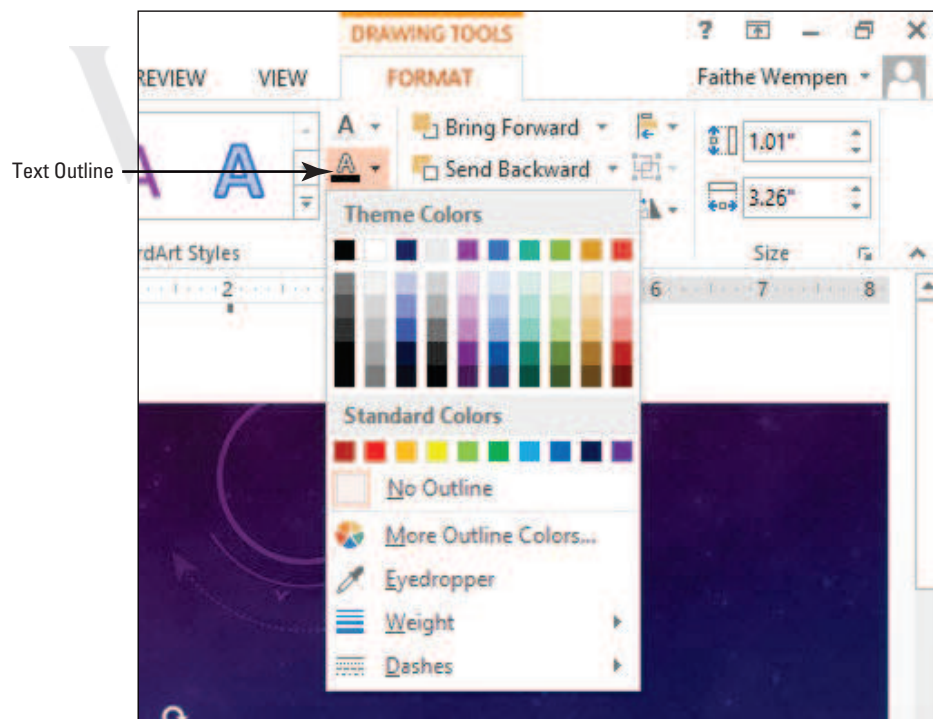 DRAWING TOOLS
?
REVIEW VIEW FORMAT Faithe Wempen
A Bring Forward 1.01"
Text Outline A Send Backward 3.26"
Theme Colors
rdArt Styles Size
2 6 7 8
Standard Colors
No Outline
More Outline Colors...
Eyedropper
Weight
Dashes